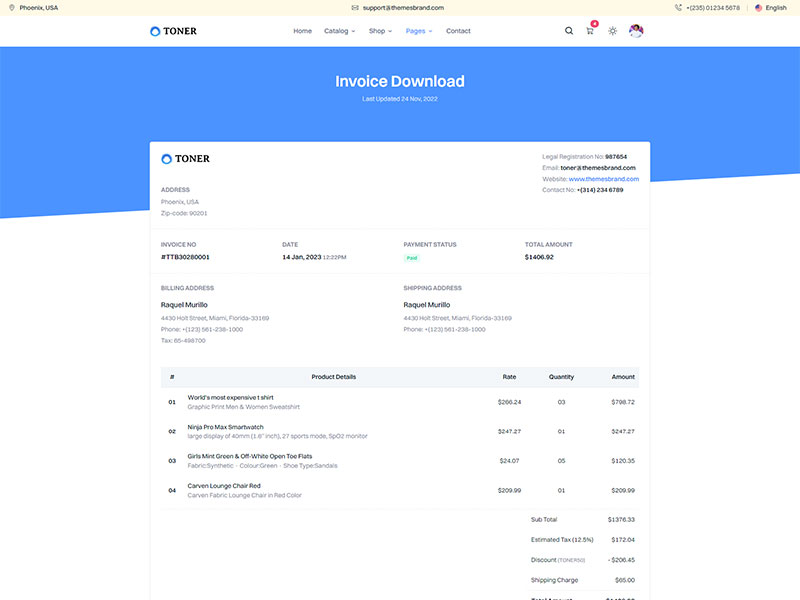 Phoenix, USA
support@themesbrand.com
+(235) 01234 5678
English
TONER
Home
Catalog
Shop
Pages
Contact
4
Invoice Download
Last Updated 24 Nov, 2022
TONER
Legal Registration No: 987654
Email: toner@themesbrand.com
Website: www.themesbrand.com
Contact No: +(314) 234 6789
ADDRESS
Phoenix, USA
Zip-code: 90201
INVOICE NO
#TTB30280001
DATE
14 Jan, 2023 12:22PM
PAYMENT STATUS
Paid
TOTAL AMOUNT
$1406.92
BILLING ADDRESS
Raquel Murillo
4430 Holt Street, Miami, Florida-33169
Phone: +(123) 561-238-1000
Tax: 65-498700
SHIPPING ADDRESS
Raquel Murillo
4430 Holt Street, Miami, Florida-33169
Phone: +(123) 561-238-1000
# Product Details Rate Quantity Amount
01 World's most expensive t shirt $266.24 03 $798.72
Graphic Print Men & Women Sweatshirt
02 Ninja Pro Max Smartwatch $247.27 01 $247.27
large display of 40mm (1.6" inch), 27 sports mode, SpO2 monitor
03 Girls Mint Green & Off-White Open Toe Flats $24.07 05 $120.35
Fabric:Synthetic - Colour:Green - Shoe Type:Sandals
04 Carven Lounge Chair Red $209.99 01 $209.99
Carven Fabric Lounge Chair in Red Color
Sub Total $1376.33
Estimated Tax (12.5%) $172.04
Discount (TONER50) - $206.45
Shipping Charge $65.00